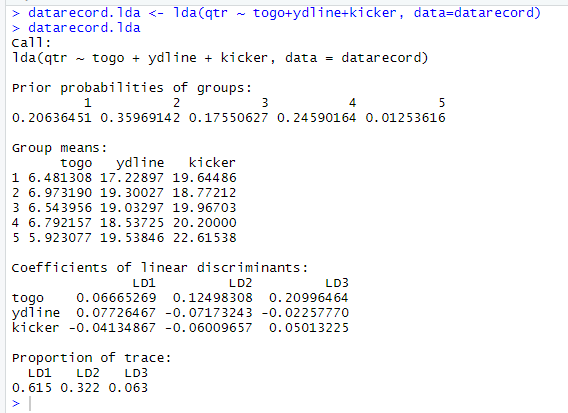 > datarecord.lda <- lda(qtr ~ togo+ydline+kicker, data=datarecord)
> datarecord.lda
Call:
lda(qtr ~ togo + ydline + kicker, data = datarecord)

Prior probabilities of groups:
         1          2          3          4          5
0.20636451 0.35969142 0.17550627 0.24590164 0.01253616

Group means:
      togo   ydline   kicker
1 6.481308 17.22897 19.64486
2 6.973190 19.30027 18.77212
3 6.543956 19.03297 19.96703
4 6.792157 18.53725 20.20000
5 5.923077 19.53846 22.61538

Coefficients of linear discriminants:
               LD1         LD2         LD3
togo    0.06665269  0.12498308  0.20996464
ydline  0.07726467 -0.07173243 -0.02257770
kicker -0.04134867 -0.06009657  0.05013225

Proportion of trace:
  LD1   LD2   LD3
0.615 0.322 0.063
>